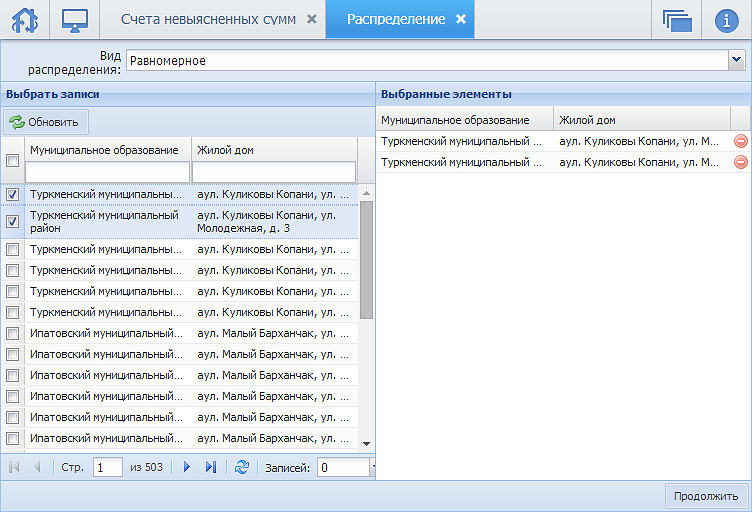 Счета невыясненных сумм
Распределение
Вид распределения:
Равномерное
Выбрать записи
Обновить
Муниципальное образование Жилой дом
Туркменский муниципальны... аул. Куликовы Копани, ул. ...
Туркменский муниципальный район аул. Куликовы Копани, ул. Молодежная, д. 3
Туркменский муниципальны... аул. Куликовы Копани, ул. ...
Туркменский муниципальны... аул. Куликовы Копани, ул. ...
Туркменский муниципальны... аул. Куликовы Копани, ул. ...
Туркменский муниципальны... аул. Куликовы Копани, ул. ...
Ипатовский муниципальный... аул. Малый Барханчак, ул. ...
Ипатовский муниципальный... аул. Малый Барханчак, ул. ...
Ипатовский муниципальный... аул. Малый Барханчак, ул. ...
Ипатовский муниципальный... аул. Малый Барханчак, ул. ...
Ипатовский муниципальный... аул. Малый Барханчак, ул. ...
Ипатовский муниципальный... аул. Малый Барханчак, ул. ...
Стр. 1 из 503 Записей: 0
Выбранные элементы
Муниципальное образование Жилой дом
Туркменский муниципальный ... аул. Куликовы Копани, ул. М...
Туркменский муниципальный ... аул. Куликовы Копани, ул. М...
Продолжить